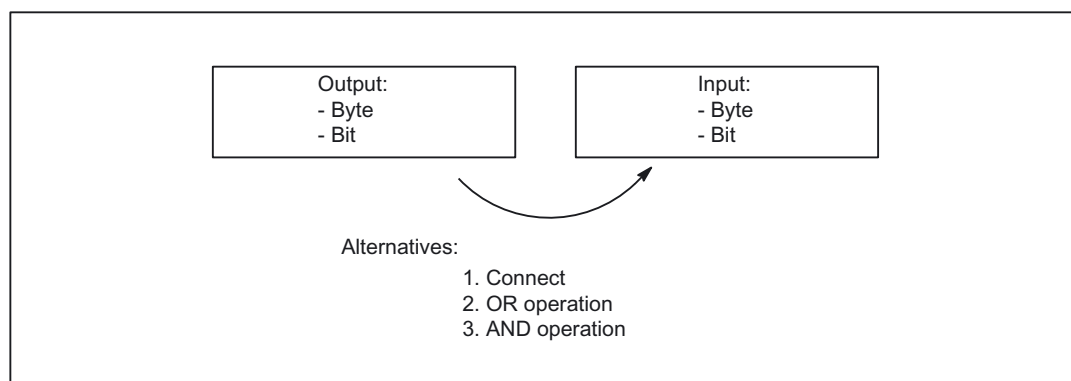 Output:
- Byte
- Bit
Input:
- Byte
- Bit
Alternatives:
1. Connect
2. OR operation
3. AND operation